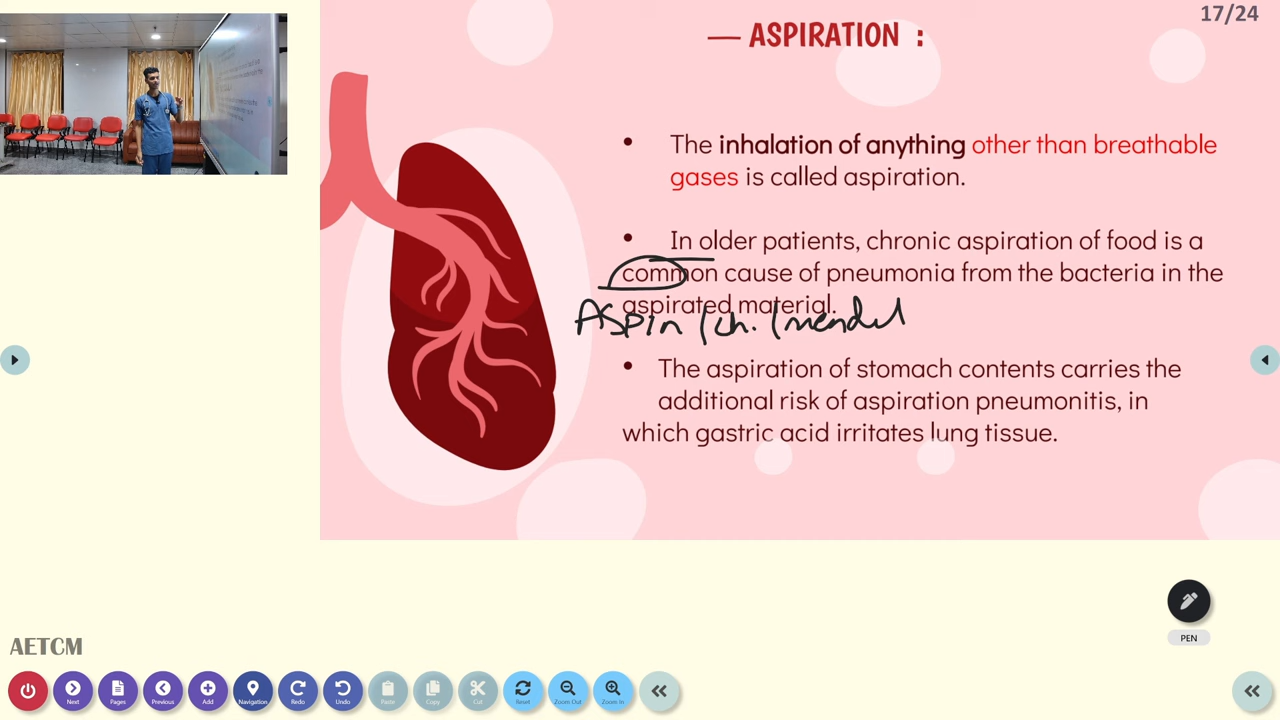 17/24
— ASPIRATION :
• The inhalation of anything other than breathable
gases is called aspiration.
• In older patients, chronic aspiration of food is a
common cause of pneumonia from the bacteria in the
aspirated material.
• The aspiration of stomach contents carries the
additional risk of aspiration pneumonitis, in
which gastric acid irritates lung tissue.
PEN
AETCM
Next Pages Previous Add Navigation Redo Undo Paste Copy Cut Reset Zoom Out Zoom In